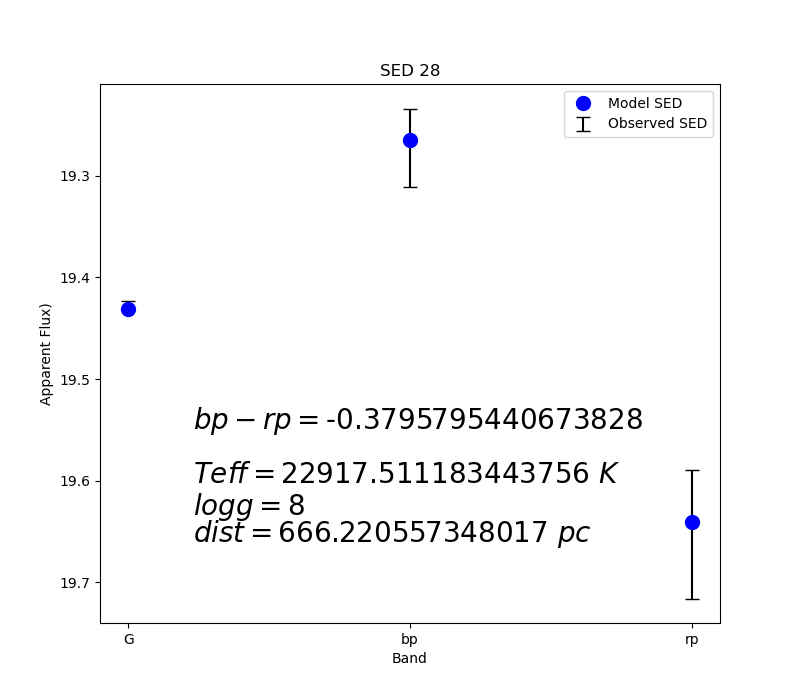 SED 28
Model SED
Observed SED
19.3
19.4
19.5
19.6
19.7
Apparent Flux)
bp − rp = -0.3795795440673828
Teff = 22917.511183443756 K
logg = 8
dist = 666.220557348017 pc
G bp rp
Band